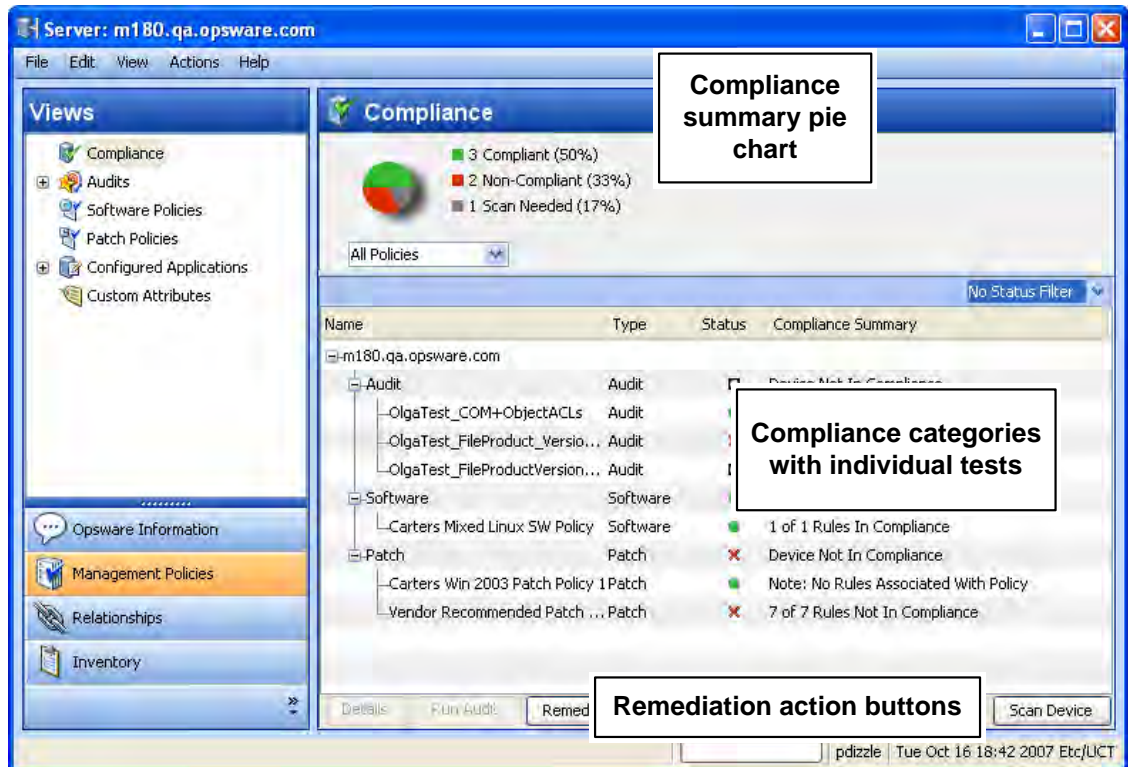 Server: m180.qa.opsware.com
File Edit View Actions Help
Views
Compliance
Audits
Software Policies
Patch Policies
Configured Applications
Custom Attributes
Opsware Information
Management Policies
Relationships
Inventory
Compliance
3 Compliant (50%)
2 Non-Compliant (33%)
1 Scan Needed (17%)
All Policies
Compliance
summary pie
chart
No Status Filter
Name Type Status Compliance Summary
m180.qa.opsware.com
Audit Audit Device Not In Compliance
OlgaTest_COM+ObjectACLs Audit
OlgaTest_FileProduct_Versio... Audit
OlgaTest_FileProductVersion... Audit
Compliance categories
with individual tests
Software Software
Carters Mixed Linux SW Policy Software 1 of 1 Rules In Compliance
Patch Patch Device Not In Compliance
Carters Win 2003 Patch Policy 1 Patch Note: No Rules Associated With Policy
Vendor Recommended Patch ... Patch 7 of 7 Rules Not In Compliance
Details Run Audit Remed
Remediation action buttons
Scan Device
pdizzle Tue Oct 16 18:42 2007 Etc/UCT